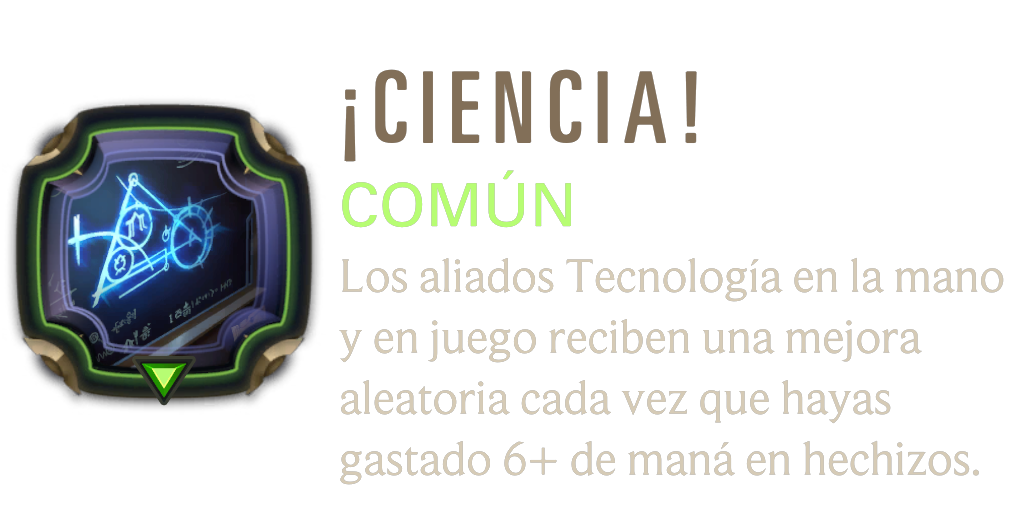 ¡CIENCIA!
COMÚN
Los aliados Tecnología en la mano
y en juego reciben una mejora
aleatoria cada vez que hayas
gastado 6+ de maná en hechizos.